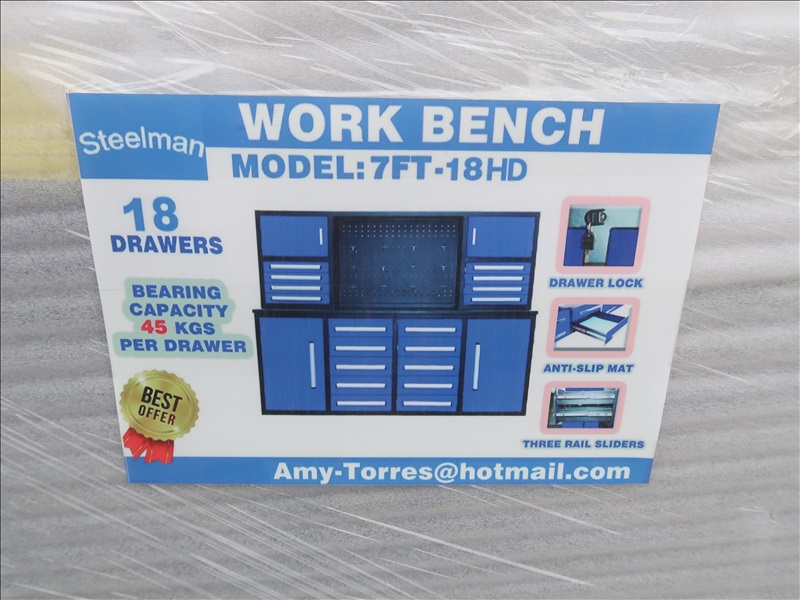 Steelman
WORK BENCH
MODEL: 7FT-18HD
18
DRAWERS
BEARING
CAPACITY
45 KGS
PER DRAWER
BEST
OFFER
DRAWER LOCK
ANTI-SLIP MAT
THREE RAIL SLIDERS
Amy-Torres@hotmail.com